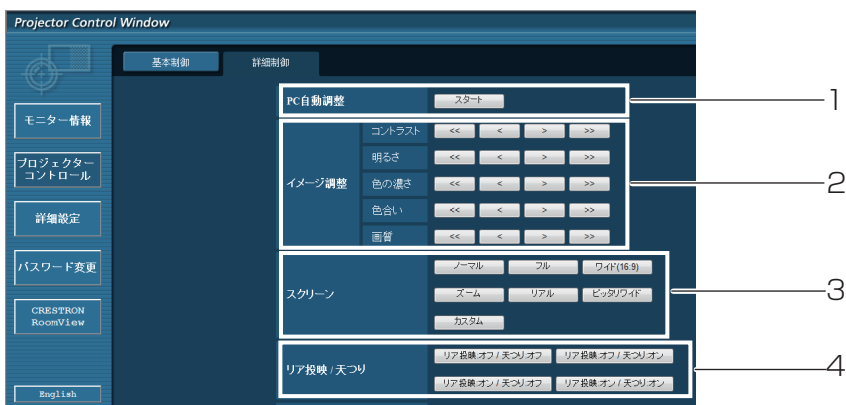 Projector Control Window
基本制御
詳細制御
モニター情報
プロジェクター
コントロール
詳細設定
パスワード変更
CRESTRON
RoomView
English
PC自動調整
スタート
1
イメージ調整
コントラスト
<< < > >>
明るさ
<< < > >>
色の濃さ
<< < > >>
色合い
<< < > >>
画質
<< < > >>
2
スクリーン
ノーマル フル ワイド(16:9)
ズーム リアル ピッタリワイド
カスタム
3
リア投映 / 天つり
リア投映:オフ / 天つり:オフ リア投映:オフ / 天つり:オン
リア投映:オン / 天つり:オフ リア投映:オン / 天つり:オン
4